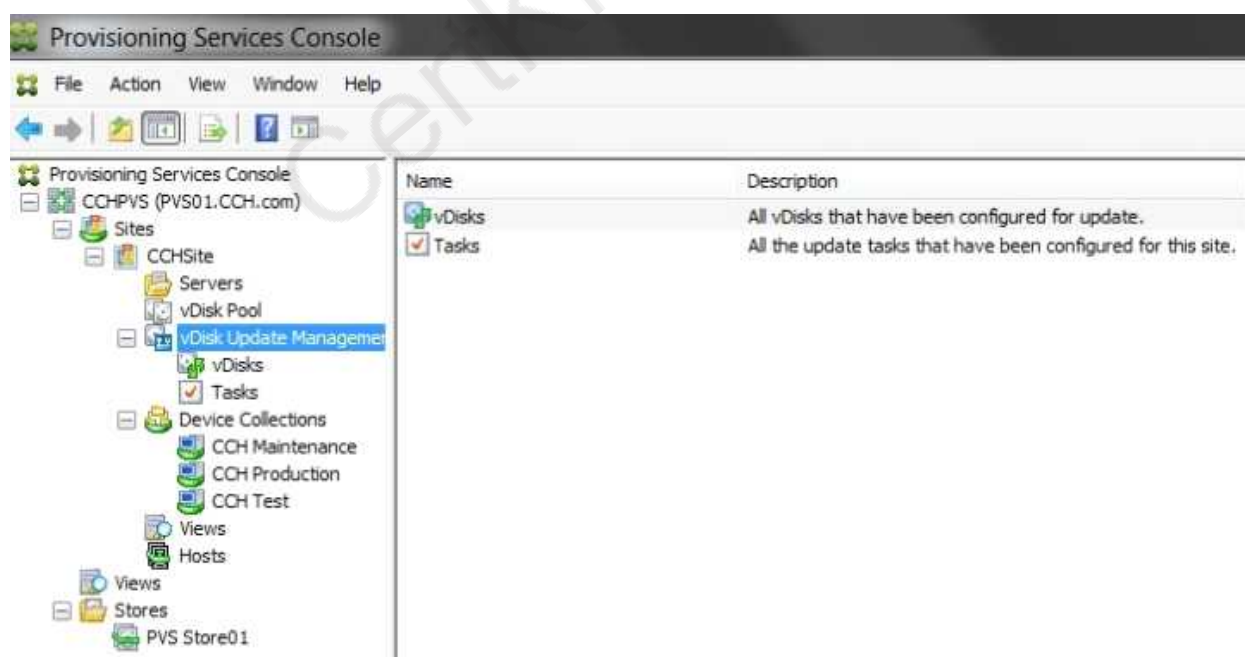 Provisioning Services Console
File Action View Window Help
Provisioning Services Console
CCHPVS (PVS01.CCH.com)
Sites
CCHSite
Servers
vDisk Pool
vDisk Update Managemer
vDisks
Tasks
Device Collections
CCH Maintenance
CCH Production
CCH Test
Views
Hosts
Views
Stores
PVS Store01
Name Description
vDisks All vDisks that have been configured for update.
Tasks All the update tasks that have been configured for this site.